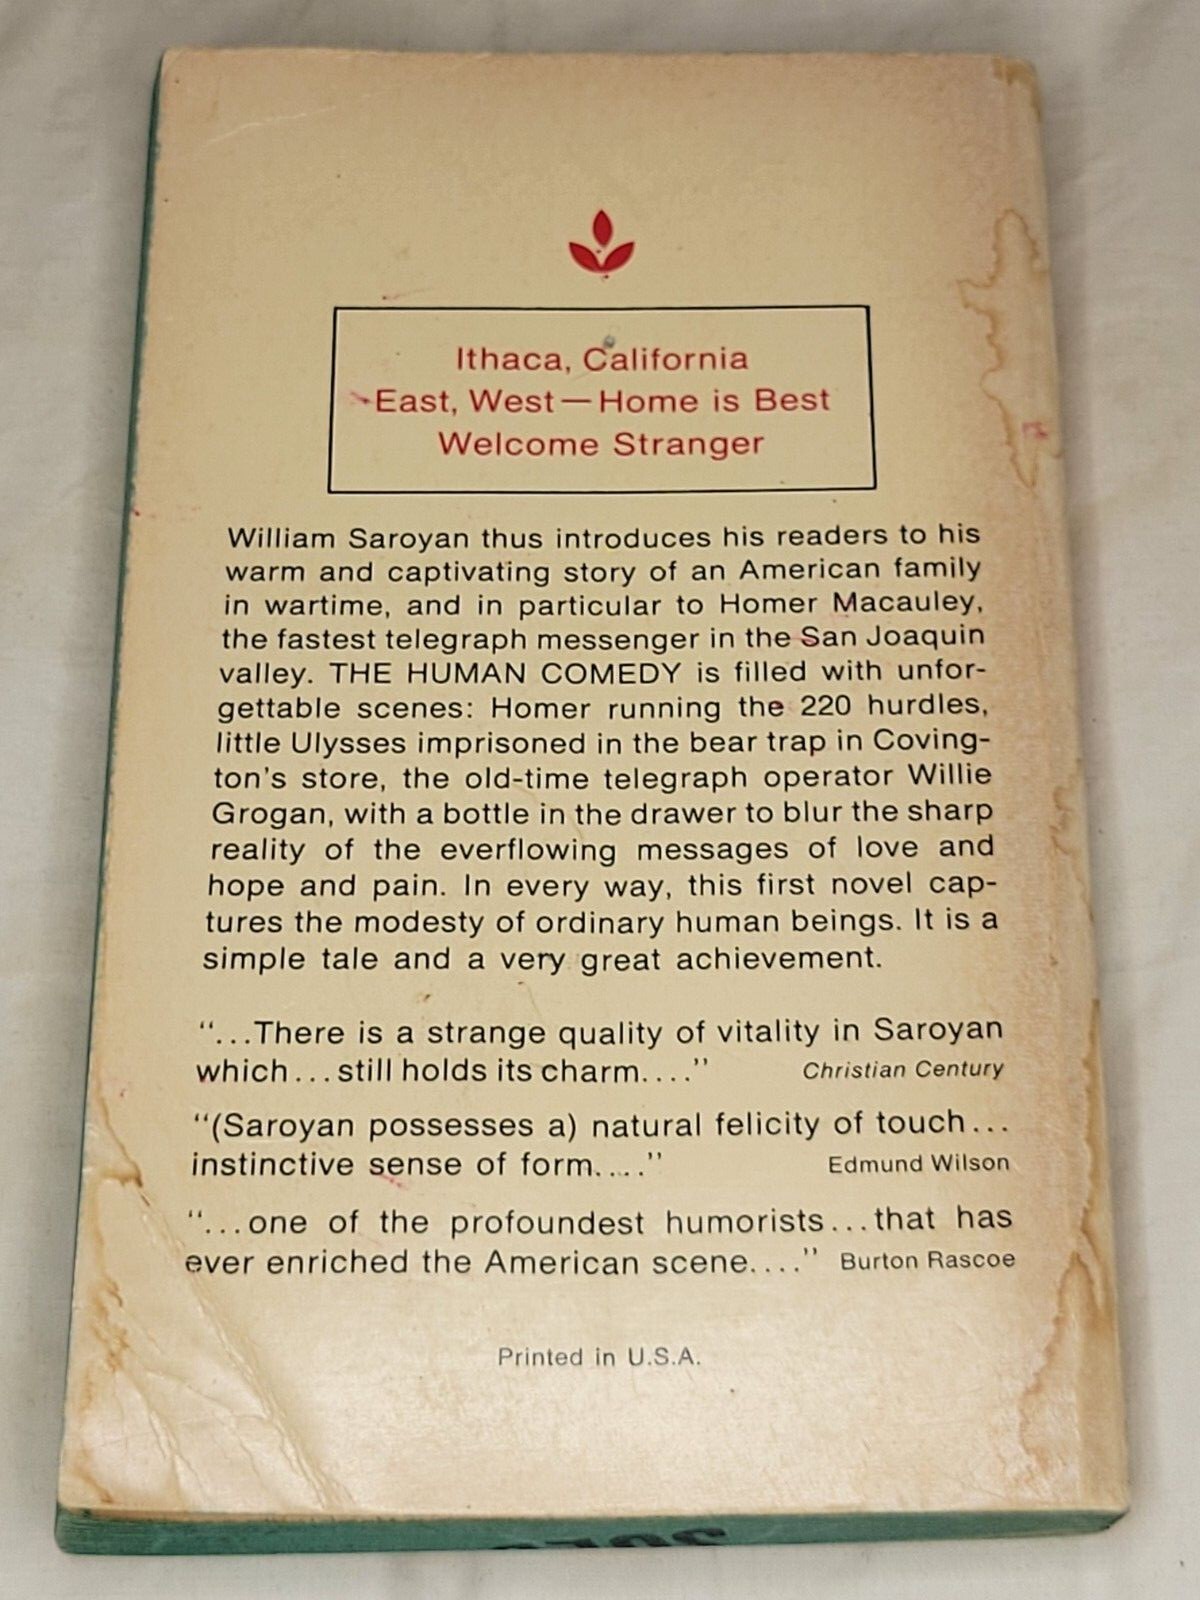 Ithaca, California
East, West—Home is Best
Welcome Stranger
William Saroyan thus introduces his readers to his
warm and captivating story of an American family
in wartime, and in particular to Homer Macauley,
the fastest telegraph messenger in the San Joaquin
valley. THE HUMAN COMEDY is filled with unfor-
gettable scenes: Homer running the 220 hurdles,
little Ulysses imprisoned in the bear trap in Coving-
ton's store, the old-time telegraph operator Willie
Grogan, with a bottle in the drawer to blur the sharp
reality of the everflowing messages of love and
hope and pain. In every way, this first novel cap-
tures the modesty of ordinary human beings. It is a
simple tale and a very great achievement.
“...There is a strange quality of vitality in Saroyan
which...still holds its charm....” Christian Century
“(Saroyan possesses a) natural felicity of touch...
instinctive sense of form....” Edmund Wilson
“...one of the profoundest humorists...that has
ever enriched the American scene....” Burton Rascoe
Printed in U.S.A.